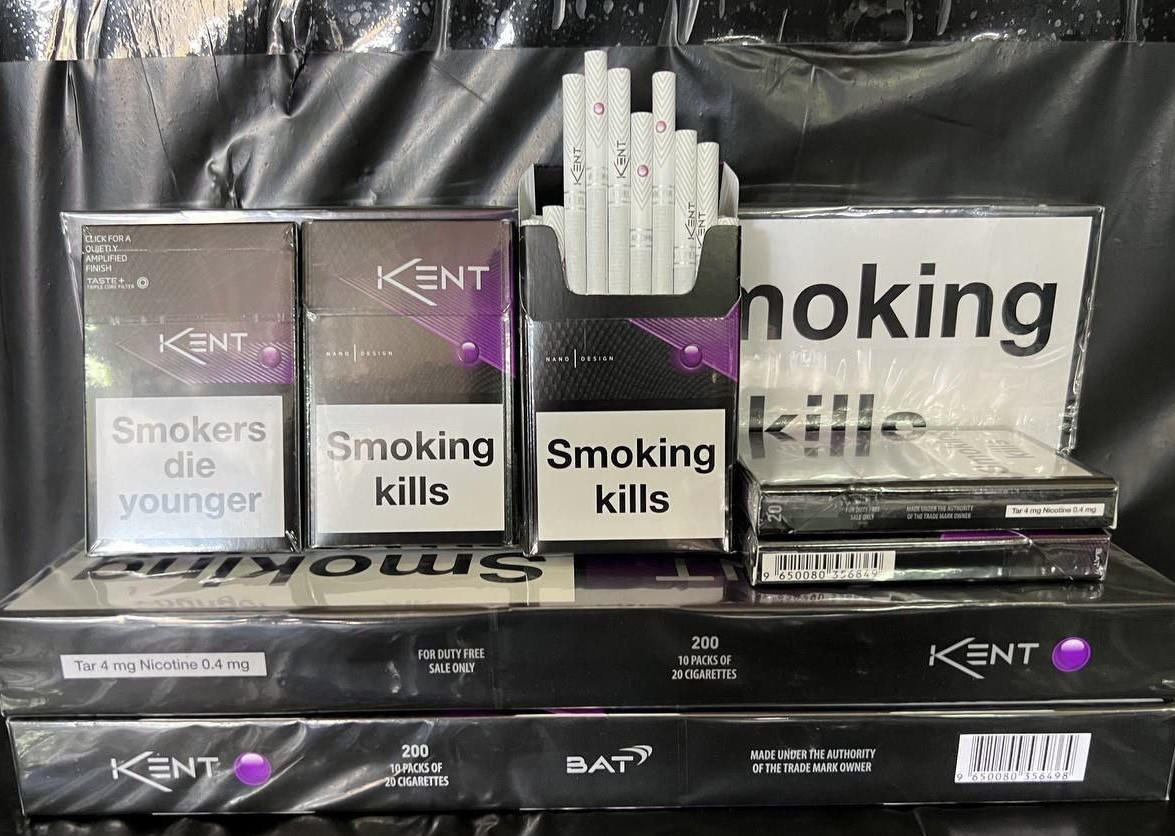 CLICK FOR A
QUIETLY
AMPLIFIED
FINISH
TASTE+
TRIPLE CORE FILTER
KENT
Smokers
die
younger
KENT
NANO | DESIGN
Smoking
kills
KENT
KENT
KENT
KENT
NANO | DESIGN
Smoking
kills
moking
kills
Smoking
kills
20
FOR DUTY FREE
SALE ONLY
MADE UNDER THE AUTHORITY
OF THE TRADE MARK OWNER
Tar 4 mg Nicotine 0.4 mg
9 650080 356849
BAT
Smoking
Tar 4 mg Nicotine 0.4 mg
FOR DUTY FREE
SALE ONLY
200
10 PACKS OF
20 CIGARETTES
KENT
KENT
200
10 PACKS OF
20 CIGARETTES
BAT
MADE UNDER THE AUTHORITY
OF THE TRADE MARK OWNER
9 650080 356498